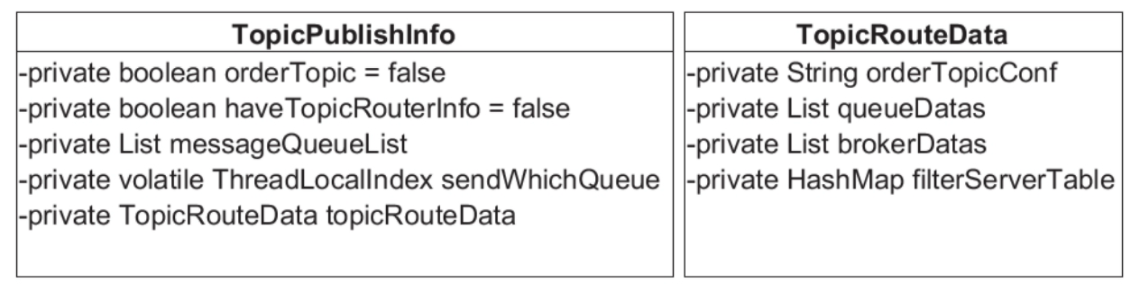 TopicPublishInfo
-private boolean orderTopic = false
-private boolean haveTopicRouterInfo = false
-private List messageQueueList
-private volatile ThreadLocalIndex sendWhichQueue
-private TopicRouteData topicRouteData
TopicRouteData
-private String orderTopicConf
-private List queueDatas
-private List brokerDatas
-private HashMap filterServerTable